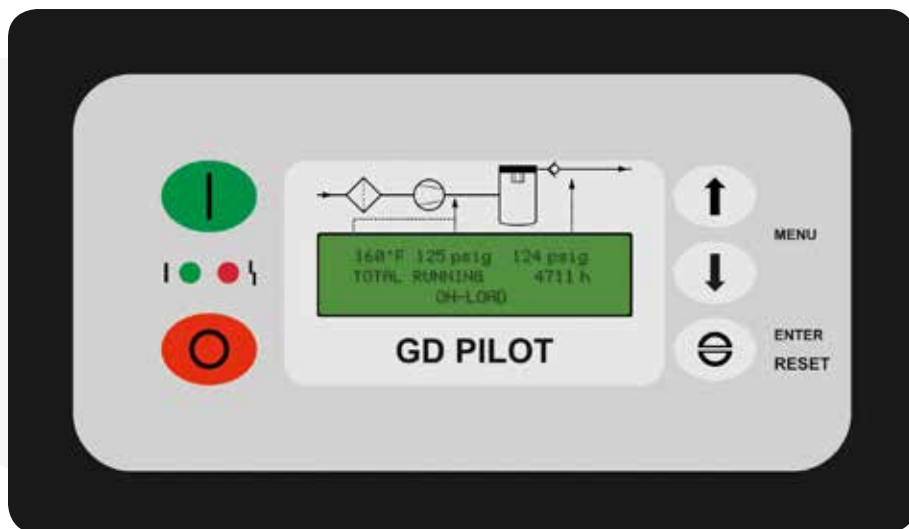 160°F 125 psig 124 psig
TOTAL RUNNING 4711 h
ON-LOAD
GD PILOT
MENU
ENTER
RESET